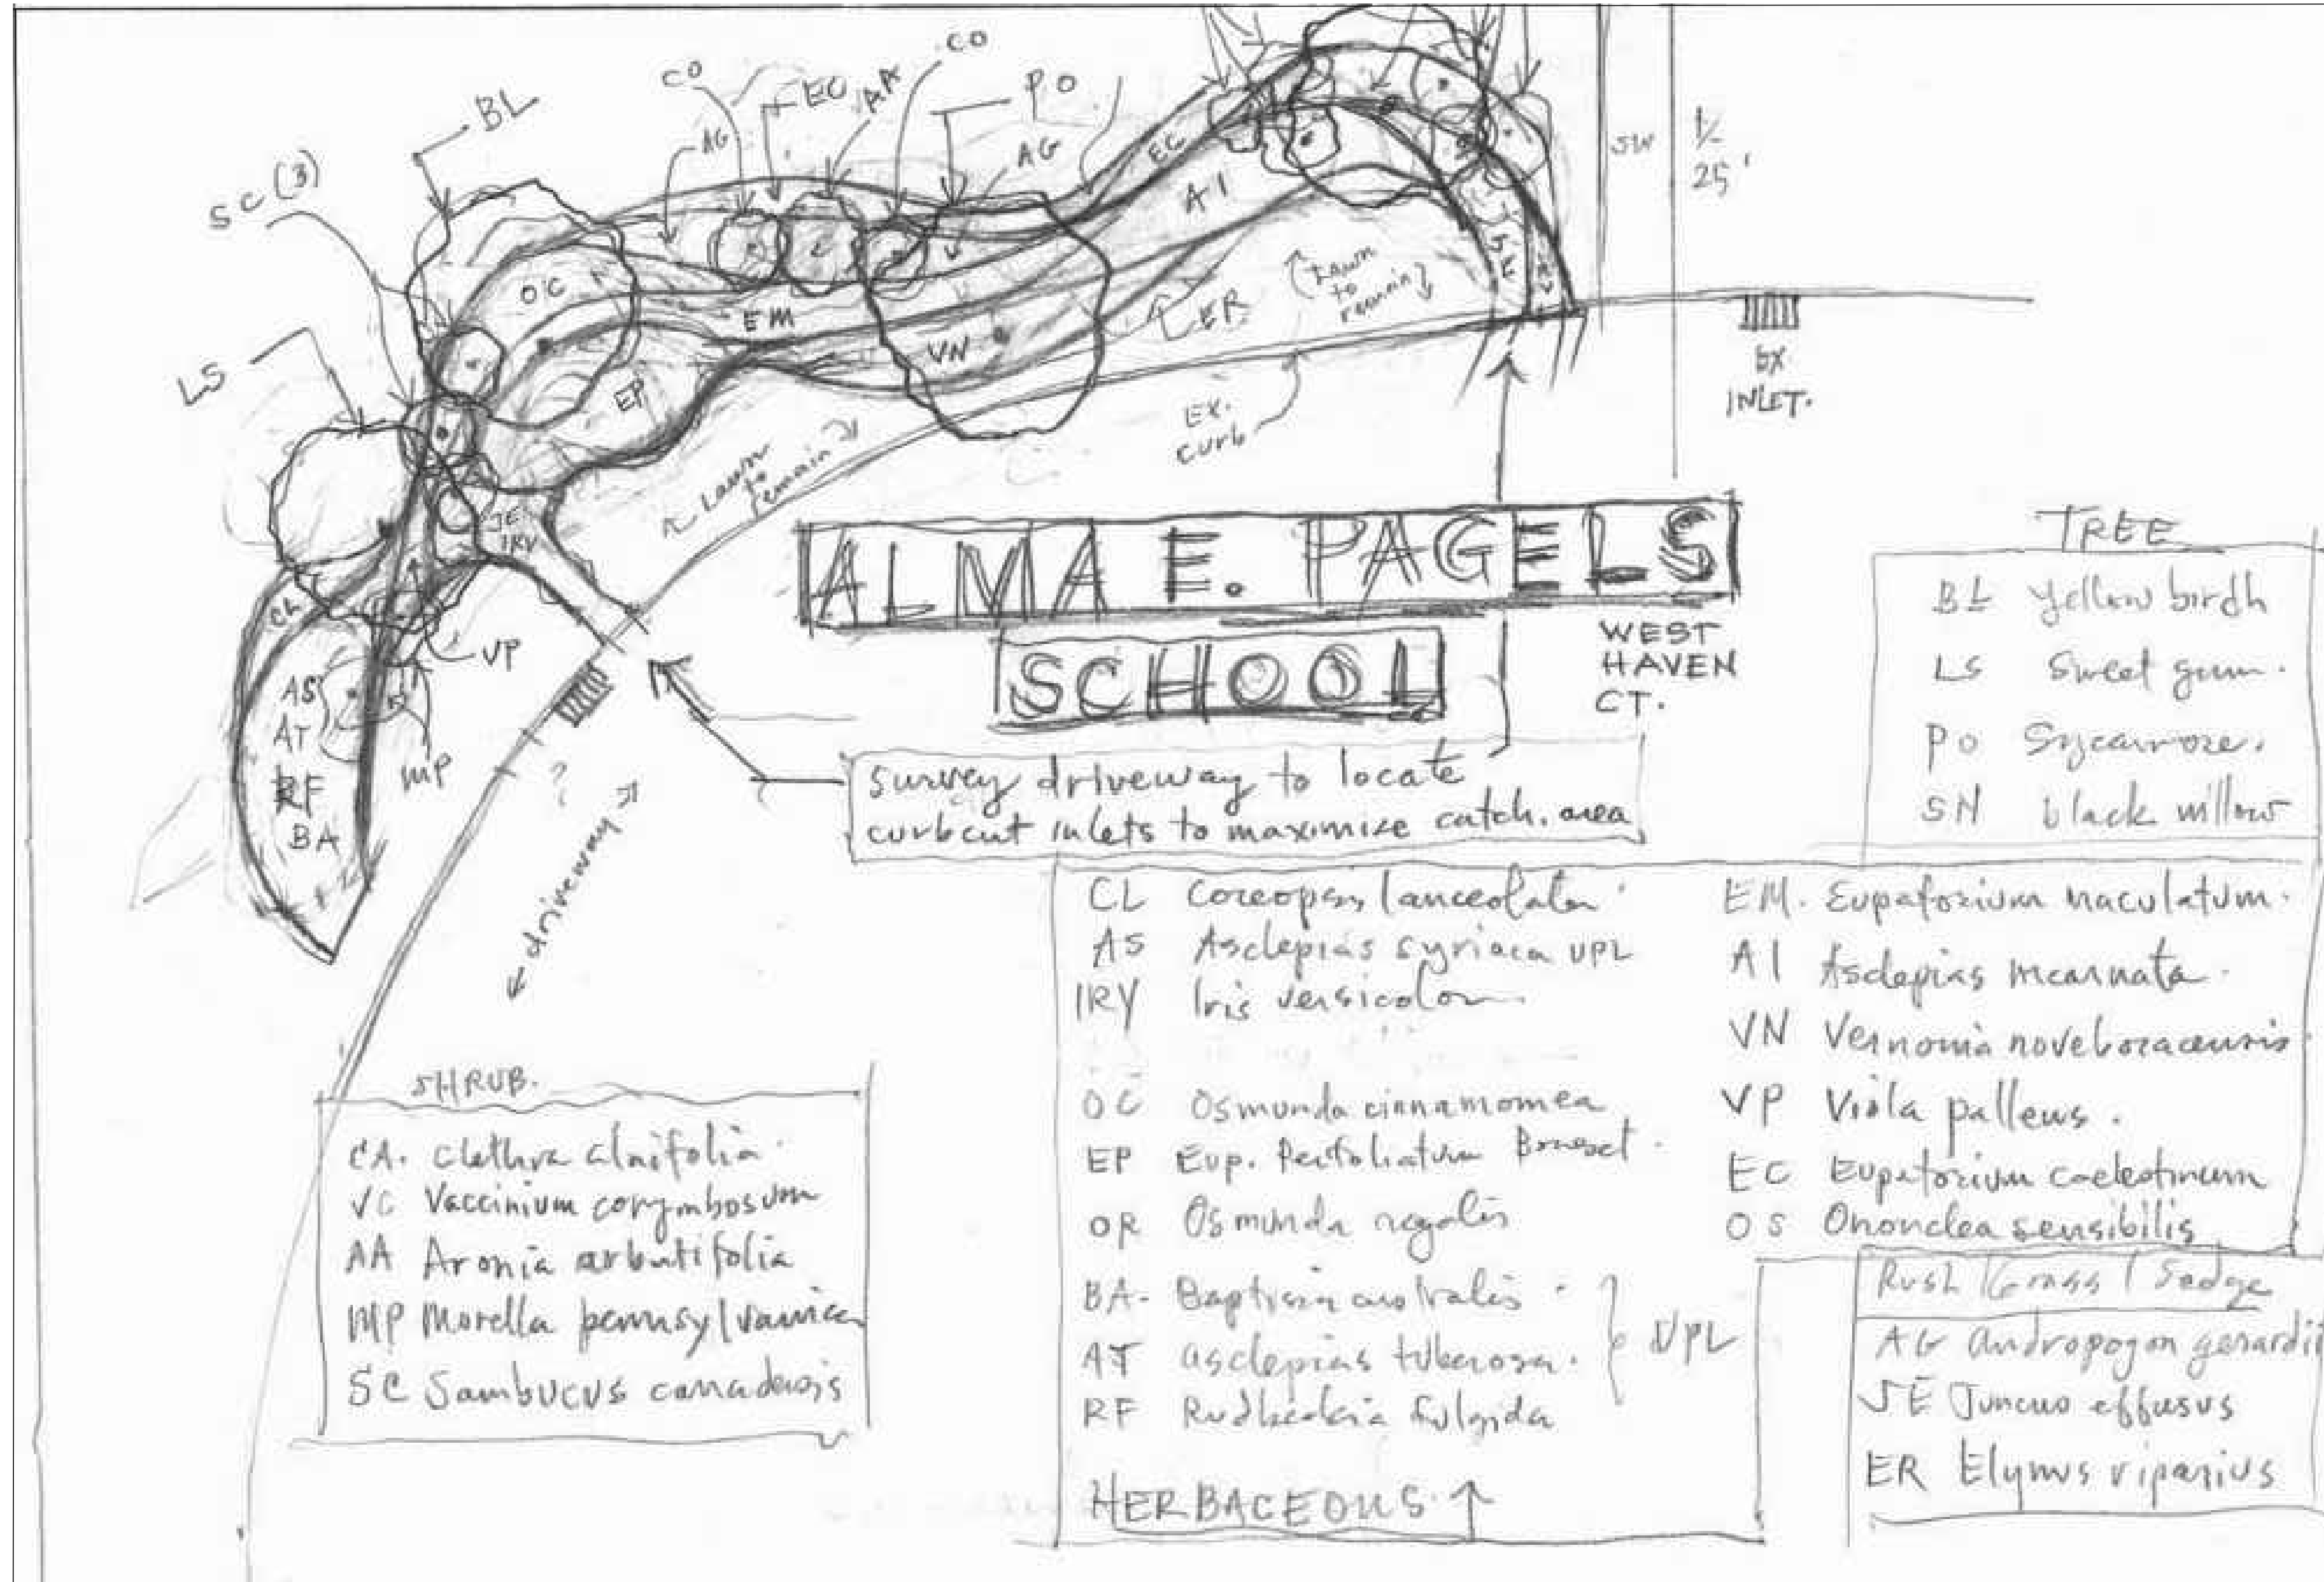 CO
CO
EO
AA
PO
BL
AG
AG
SC (3)
EC
SW
1/
25'
AI
OC
Lawn
to
remain
EM
ER
VN
LS
EP
EX
INLET.
EX.
curb
Lawn
to
remain
JE
IRV
ALMA E. PAGELS
SCHOOL
WEST
HAVEN
CT.
CL
VP
AS
AT
RF
BA
MP
?
driveway
survey driveway to locate
curbcut inlets to maximize catch. area
TREE
BL Yellow birdh
LS Sweet gum.
PO Sycamore.
SN black willow
SHRUB.
CA. Clethra alnifolia
VC Vaccinium corymbosum
AA Aronia arbutifolia
MP Morella pennsylvanica
SC Sambucus canadensis
CL Coreopsis lanceolata
AS Asclepias syriaca UPL
IRY Iris versicolor
OC Osmunda cinnamomea
EP Eup. Perfoliatum Boneset.
OR Osmunda regalis
BA- Baptisia australis
AT asclepias tuberosa.
UPL
RF Rudbeckia fulgida
HERBACEOUS. ↑
EM. Eupatorium maculatum.
AI Asclepias incarnata.
VN Vernonia noveboracensis
VP Viola pallens.
EC Eupatorium coelestinum
OS Ononclea sensibilis
Rush | Grass | Sedge
AG Andropogon gerardii
JE Juncus effusus
ER Elymus riparius